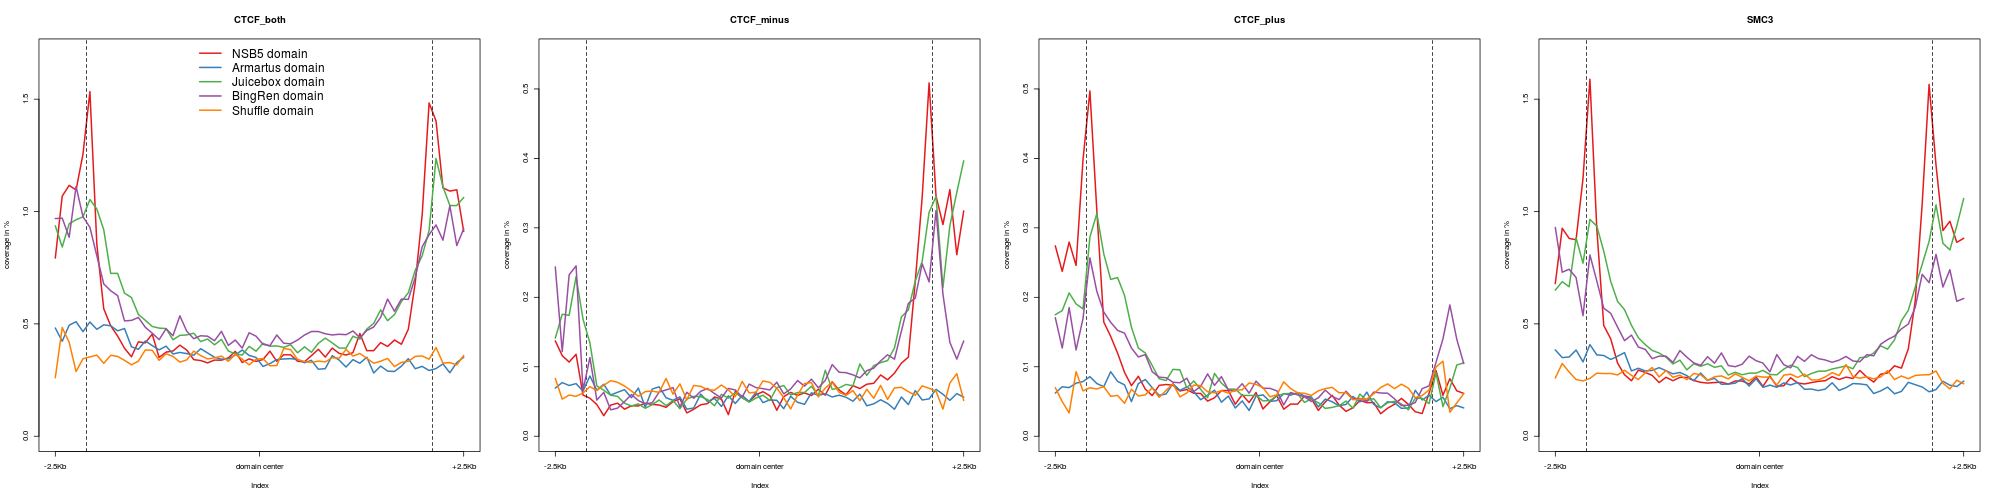 CTCF_both
NSB5 domain
Armartus domain
Juicebox domain
BingRen domain
Shuffle domain
coverage in %
0.0
0.5
1.0
1.5
-2.5Kb
domain center
+2.5Kb
Index
CTCF_minus
coverage in %
0.0
0.1
0.2
0.3
0.4
0.5
-2.5Kb
domain center
+2.5Kb
Index
CTCF_plus
coverage in %
0.0
0.1
0.2
0.3
0.4
0.5
-2.5Kb
domain center
+2.5Kb
Index
SMC3
coverage in %
0.0
0.5
1.0
1.5
-2.5Kb
domain center
+2.5Kb
Index